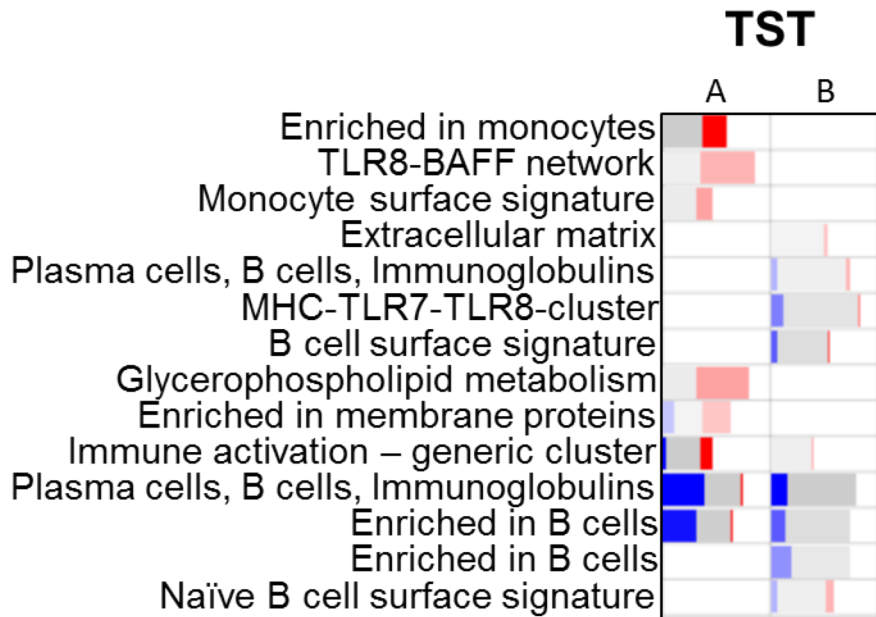 TST
A B
Enriched in monocytes
TLR8-BAFF network
Monocyte surface signature
Extracellular matrix
Plasma cells, B cells, Immunoglobulins
MHC-TLR7-TLR8-cluster
B cell surface signature
Glycerophospholipid metabolism
Enriched in membrane proteins
Immune activation – generic cluster
Plasma cells, B cells, Immunoglobulins
Enriched in B cells
Enriched in B cells
Naïve B cell surface signature